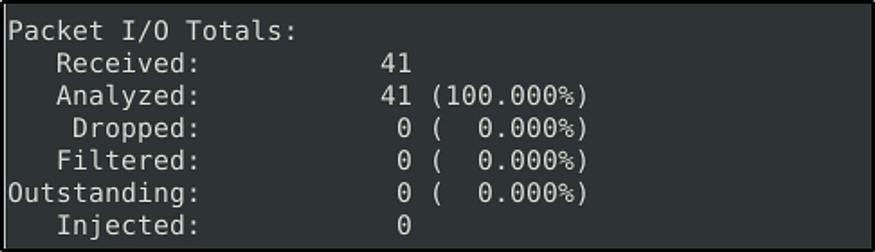 Packet I/O Totals:
   Received:           41
   Analyzed:           41 (100.000%)
    Dropped:            0 (  0.000%)
   Filtered:            0 (  0.000%)
Outstanding:            0 (  0.000%)
   Injected:            0